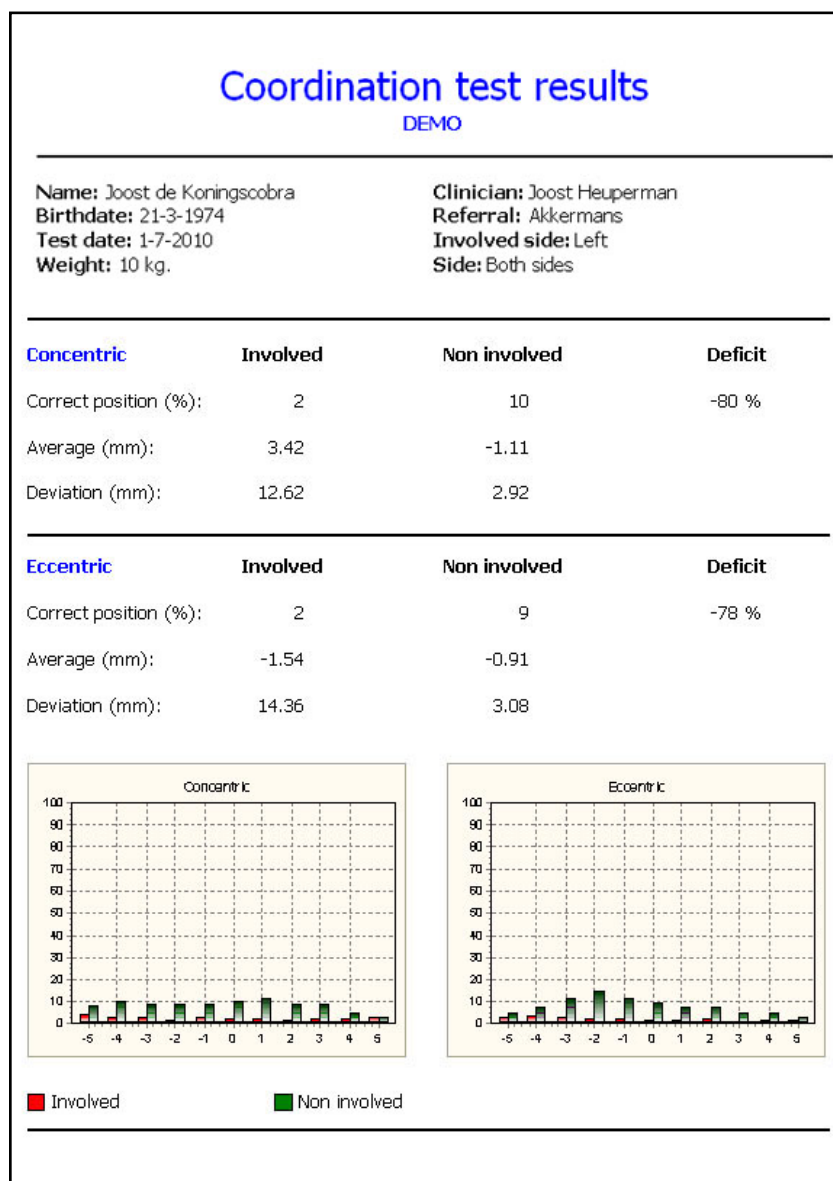 Coordination test results
DEMO
Name: Joost de Koningscobra
Birthdate: 21-3-1974
Test date: 1-7-2010
Weight: 10 kg.
Clinician: Joost Heuperman
Referral: Akkermans
Involved side: Left
Side: Both sides
Concentric Involved Non involved Deficit
Correct position (%): 2 10 -80 %
Average (mm): 3.42 -1.11
Deviation (mm): 12.62 2.92
Eccentric Involved Non involved Deficit
Correct position (%): 2 9 -78 %
Average (mm): -1.54 -0.91
Deviation (mm): 14.36 3.08
Concentric
100
90
80
70
60
50
40
30
20
10
0
-5 -4 -3 -2 -1 0 1 2 3 4 5
Eccentric
100
90
80
70
60
50
40
30
20
10
0
-5 -4 -3 -2 -1 0 1 2 3 4 5
Involved Non involved